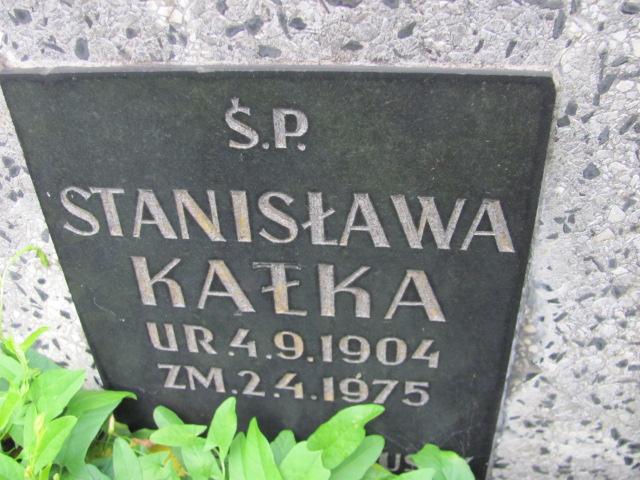 Ś.P.
STANISŁAWA
KAŁKA
UR.4.9.1904
ZM.2.4.1975